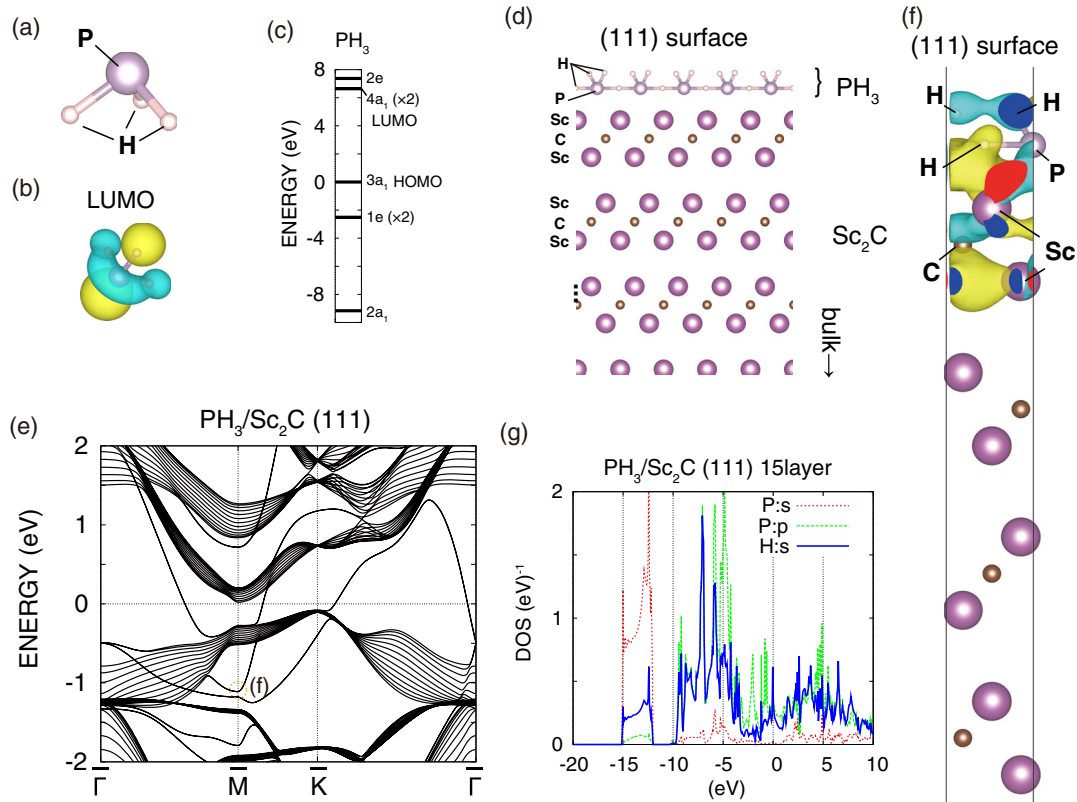 (a)
P
H
(b)
LUMO
(c)
PH3
ENERGY (eV)
8
4
0
-4
-8
2e
4a1 (×2)
LUMO
3a1 HOMO
1e (×2)
2a1
(d)
(111) surface
H
P
PH3
Sc
C
Sc
Sc
C
Sc
Sc2C
bulk→
(f)
(111) surface
H
H
H
P
Sc
C
(e)
PH3/Sc2C (111)
ENERGY (eV)
2
1
0
-1
-2
(f)
Γ
M
K
Γ
(g)
PH3/Sc2C (111) 15layer
P:s
P:p
H:s
DOS (eV)-1
2
1
0
-20
-15
-10
-5
0
5
10
(eV)